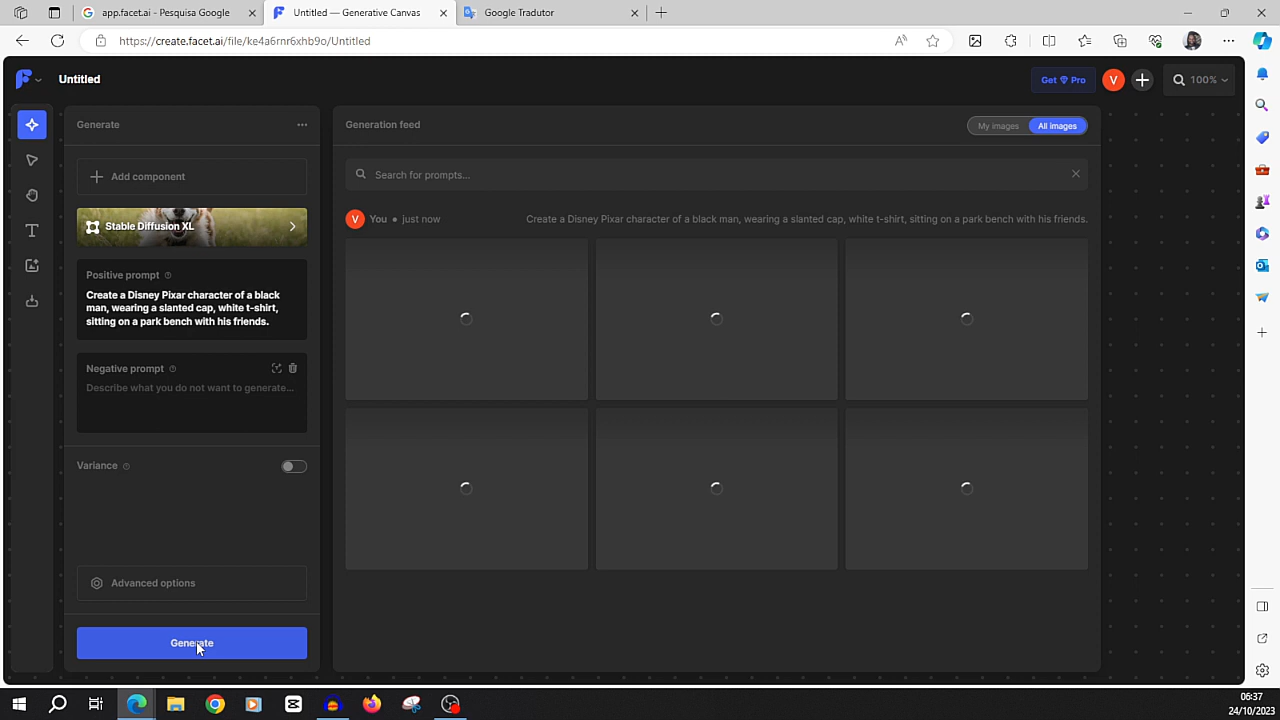 app.facet.ai - Pesquisa Google
Untitled — Generative Canvas
Google Tradutor
https://create.facet.ai/file/ke4a6rnr6xhb9o/Untitled
Untitled
Get Pro
V
100%
Generate
Add component
Stable Diffusion XL
Positive prompt
Create a Disney Pixar character of a black
man, wearing a slanted cap, white t-shirt,
sitting on a park bench with his friends.
Negative prompt
Describe what you do not want to generate...
Variance
Advanced options
Generate
Generation feed
My images
All images
Search for prompts...
V You • just now
Create a Disney Pixar character of a black man, wearing a slanted cap, white t-shirt, sitting on a park bench with his friends.
06:37
24/10/2023